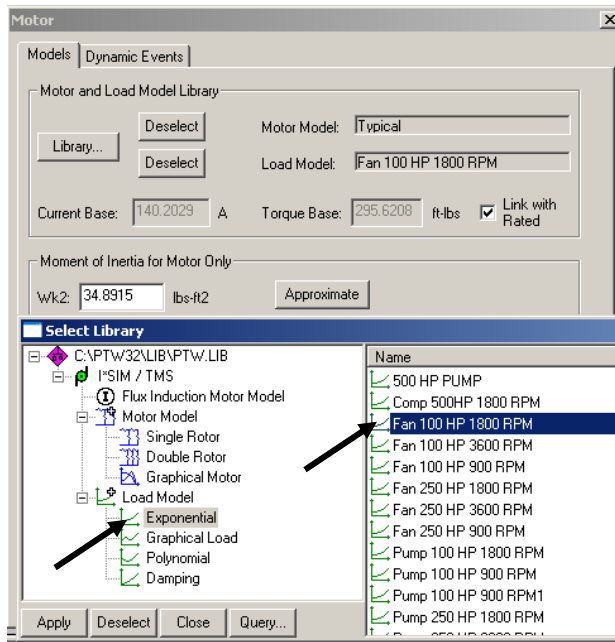 Motor
Models Dynamic Events
Motor and Load Model Library
Library...
Deselect
Deselect
Motor Model: Typical
Load Model: Fan 100 HP 1800 RPM
Current Base: 140.2029 A
Torque Base: 295.6208 ft-lbs
Link with
Rated
Moment of Inertia for Motor Only
Wk2: 34.8915 lbs-ft2 Approximate
Select Library
C:\PTW32\LIB\PTW.LIB
I*SIM / TMS
Flux Induction Motor Model
Motor Model
Single Rotor
Double Rotor
Graphical Motor
Load Model
Exponential
Graphical Load
Polynomial
Damping
Name
500 HP PUMP
Comp 500HP 1800 RPM
Fan 100 HP 1800 RPM
Fan 100 HP 3600 RPM
Fan 100 HP 900 RPM
Fan 250 HP 1800 RPM
Fan 250 HP 3600 RPM
Fan 250 HP 900 RPM
Pump 100 HP 1800 RPM
Pump 100 HP 900 RPM
Pump 100 HP 900 RPM1
Pump 250 HP 1800 RPM
Apply Deselect Close Query...